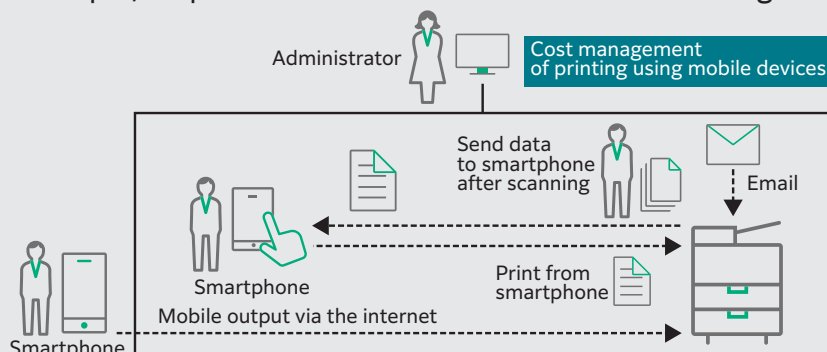 Administrator
Cost management
of printing using mobile devices
Send data
to smartphone
after scanning
Email
Smartphone
Print from
smartphone
Mobile output via the internet
Smartphone